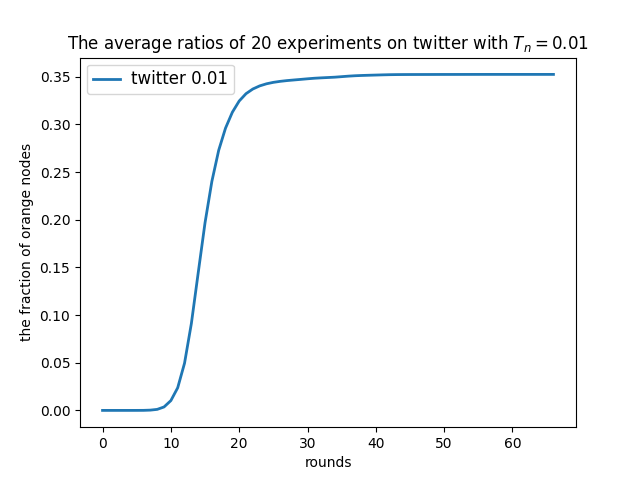 The average ratios of 20 experiments on twitter with Tₙ = 0.01
twitter 0.01
0.35
0.30
0.25
0.20
0.15
0.10
0.05
0.00
the fraction of orange nodes
0 10 20 30 40 50 60
rounds